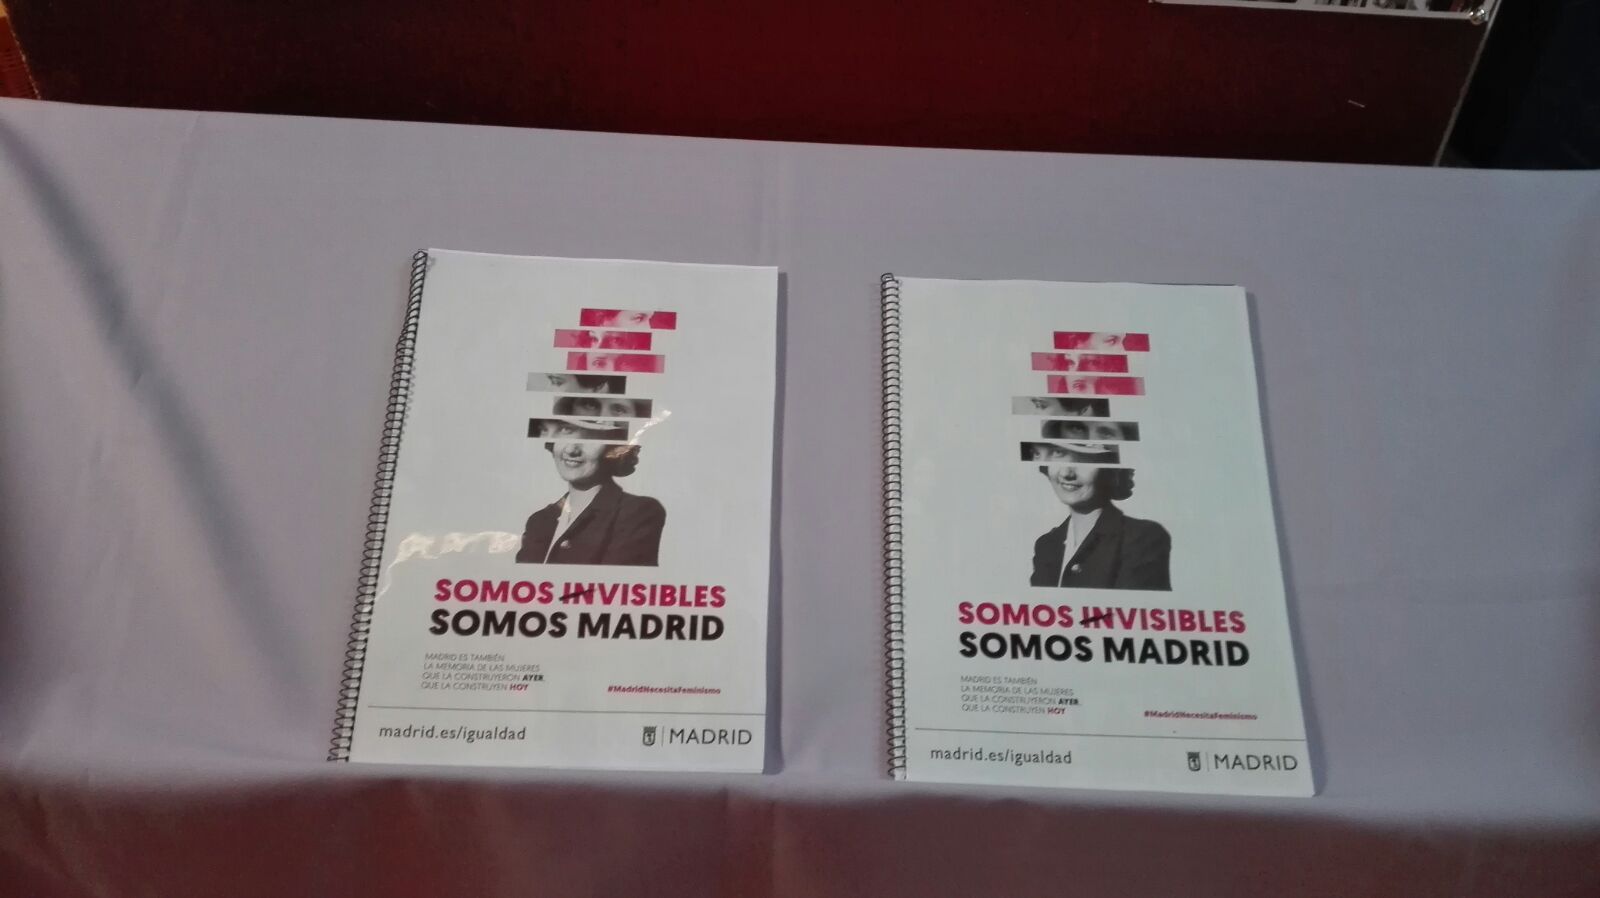 SOMOS INVISIBLES
SOMOS MADRID
MADRID ES TAMBIÉN
LA MEMORIA DE LAS MUJERES
QUE LA CONSTRUYERON AYER,
QUE LA CONSTRUYEN HOY
#MadridNecesitaFeminismo
madrid.es/igualdad
MADRID
SOMOS INVISIBLES
SOMOS MADRID
MADRID ES TAMBIÉN
LA MEMORIA DE LAS MUJERES
QUE LA CONSTRUYERON AYER,
QUE LA CONSTRUYEN HOY
#MadridNecesitaFeminismo
madrid.es/igualdad
MADRID